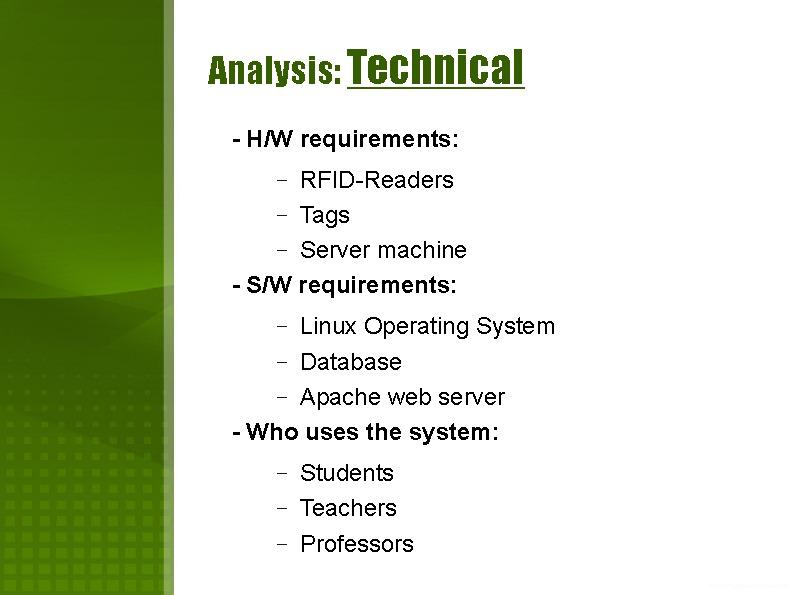 Analysis: Technical
- H/W requirements:
– RFID-Readers
– Tags
– Server machine
- S/W requirements:
– Linux Operating System
– Database
– Apache web server
- Who uses the system:
– Students
– Teachers
– Professors